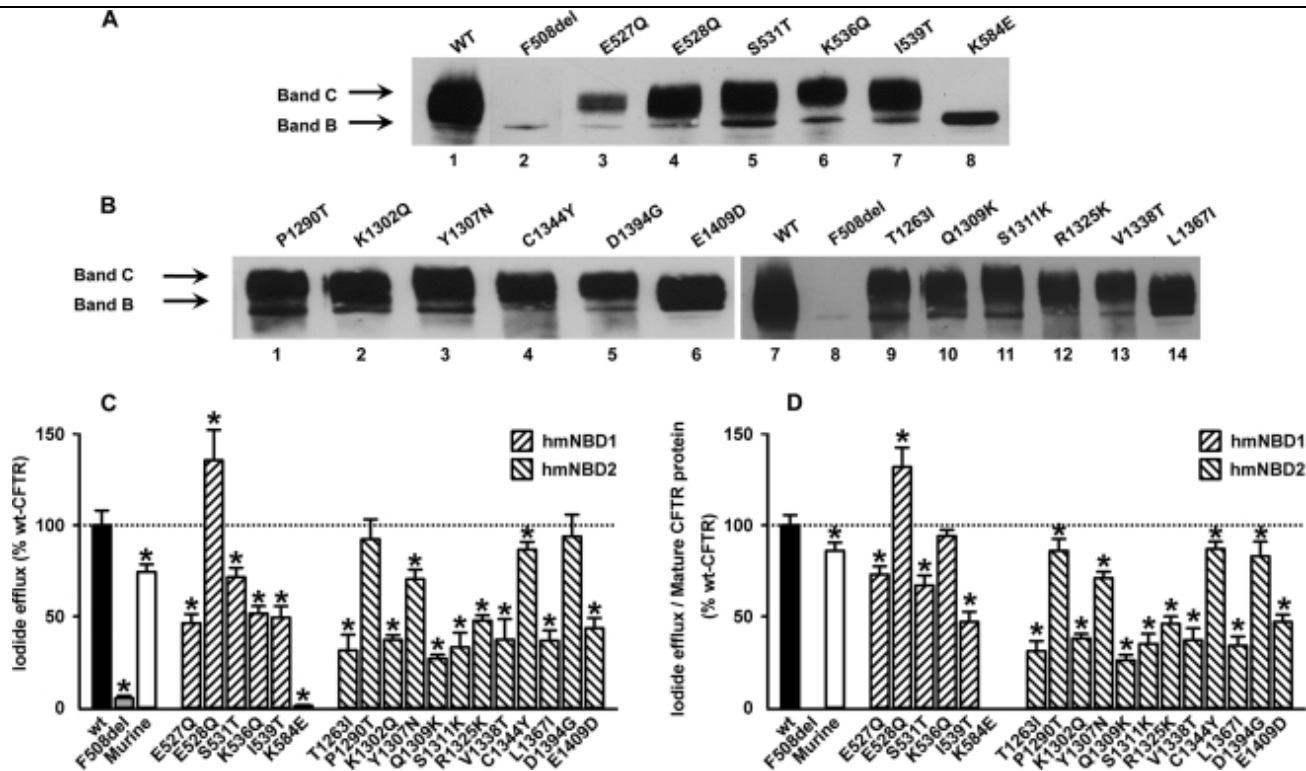 A
WT F508del E527Q E528Q S531T K536Q I539T K584E
Band C
Band B
1 2 3 4 5 6 7 8
B
P1290T K1302Q Y1307N C1344Y D1394G E1409D WT F508del T1263I Q1309K S1311K R1325K V1338T L1367I
Band C
Band B
1 2 3 4 5 6 7 8 9 10 11 12 13 14
C
Iodide efflux (% wt-CFTR)
150
100
50
0
hmNBD1
hmNBD2
* * * * * * * * * * * * * * * * * *
wt F508del Murine E527Q E528Q S531T K536Q I539T K584E T1263I P1290T K1302Q Y1307N Q1309K S1311K R1325K V1338T C1344Y L1367I D1394G E1409D
D
Iodide efflux / Mature CFTR protein
(% wt-CFTR)
150
100
50
0
hmNBD1
hmNBD2
* * * * * * * * * * * * * * * * *
wt F508del Murine E527Q E528Q S531T K536Q I539T K584E T1263I P1290T K1302Q Y1307N Q1309K S1311K R1325K V1338T C1344Y L1367I D1394G E1409D